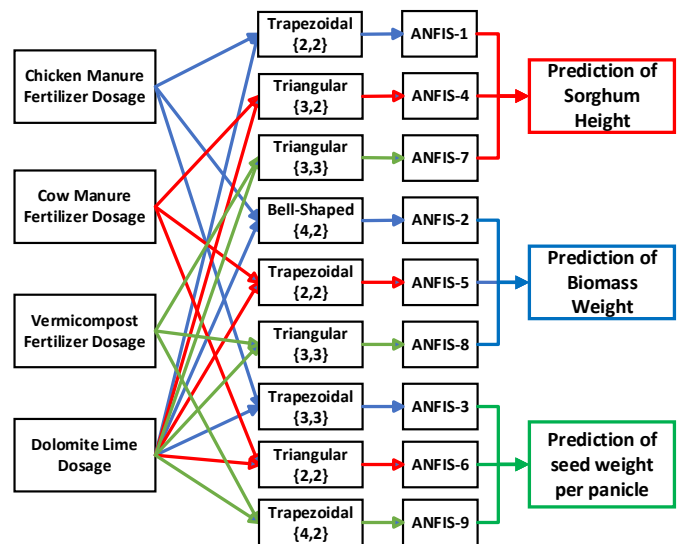 Chicken Manure
Fertilizer Dosage
Cow Manure
Fertilizer Dosage
Vermicompost
Fertilizer Dosage
Dolomite Lime
Dosage
Trapezoidal
{2,2}
Triangular
{3,2}
Triangular
{3,3}
Bell-Shaped
{4,2}
Trapezoidal
{2,2}
Triangular
{3,3}
Trapezoidal
{3,3}
Triangular
{2,2}
Trapezoidal
{4,2}
ANFIS-1
ANFIS-4
ANFIS-7
ANFIS-2
ANFIS-5
ANFIS-8
ANFIS-3
ANFIS-6
ANFIS-9
Prediction of
Sorghum
Height
Prediction of
Biomass
Weight
Prediction of
seed weight
per panicle